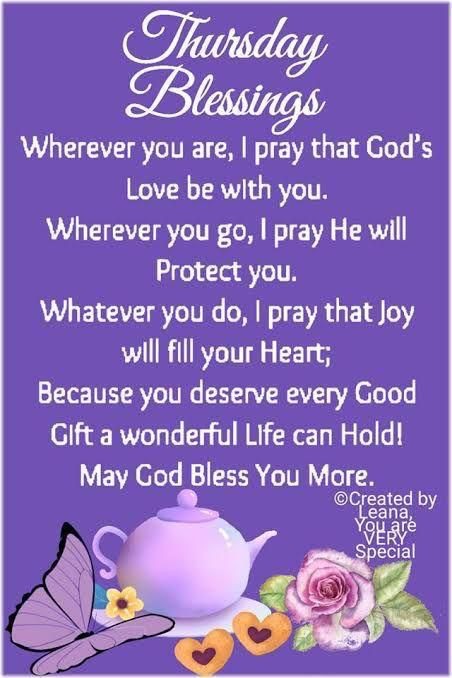 Thursday
Blessings
Wherever you are, I pray that God's
Love be with you.
Wherever you go, I pray He will
Protect you.
Whatever you do, I pray that Joy
will fill your Heart;
Because you deserve every Good
Gift a wonderful Life can Hold!
May God Bless You More.
©Created by
Leana,
You are
VERY
Special